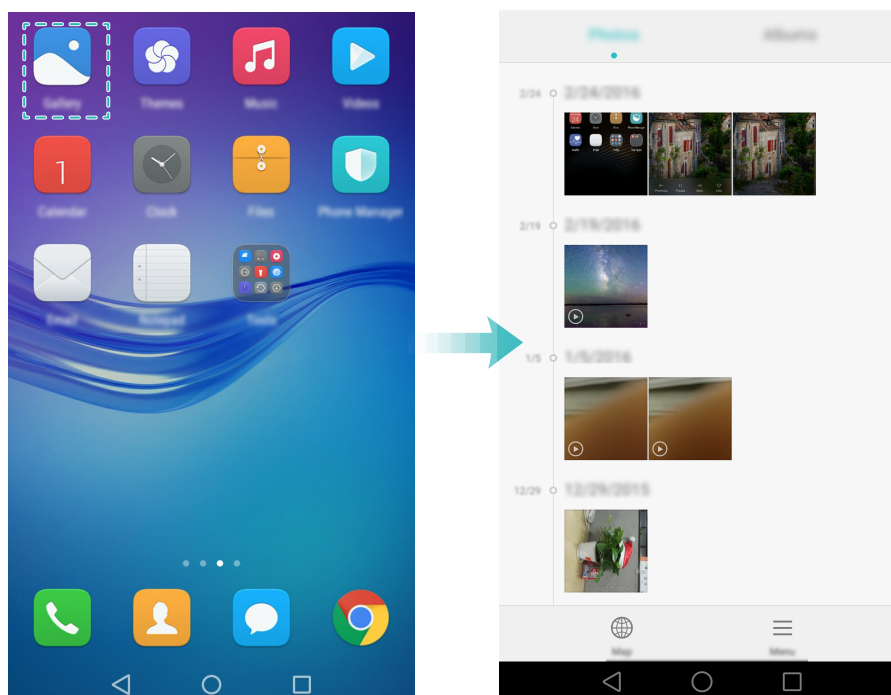 Gallery
Themes
Music
Videos
1
Calendar
Clock
Files
Phone Manager
Email
Notepad
Tools
Photos
Albums
2/24
2/24/2016
2/19
2/19/2016
1/5
1/5/2016
12/29
12/29/2015
Map
Menu